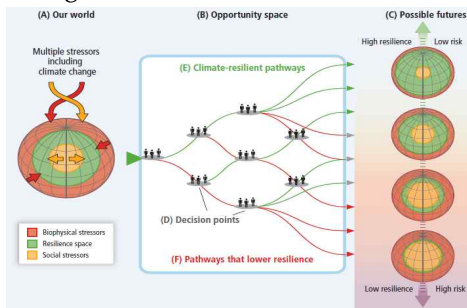 (A) Our world
Multiple stressors
including
climate change
Biophysical stressors
Resilience space
Social stressors
(B) Opportunity space
(E) Climate-resilient pathways
(D) Decision points
(F) Pathways that lower resilience
(C) Possible futures
High resilience Low risk
Low resilience High risk